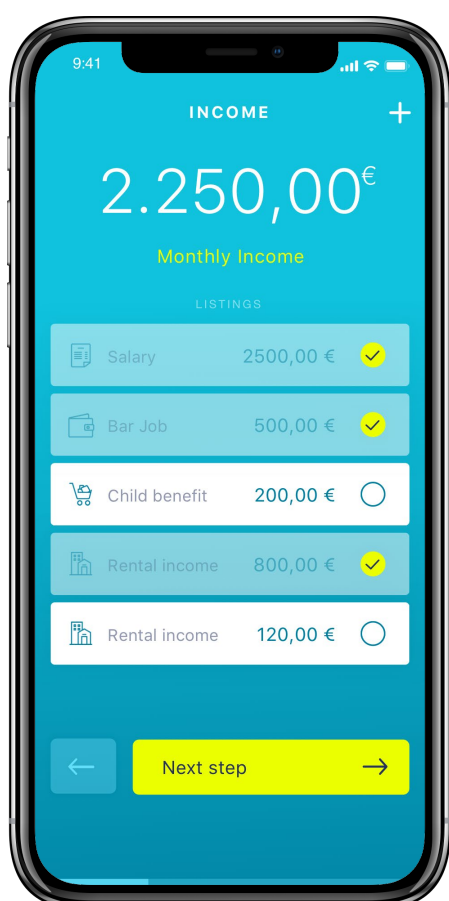 9:41
INCOME
2.250,00€
Monthly Income
LISTINGS
Salary 2500,00 €
Bar Job 500,00 €
Child benefit 200,00 €
Rental income 800,00 €
Rental income 120,00 €
Next step